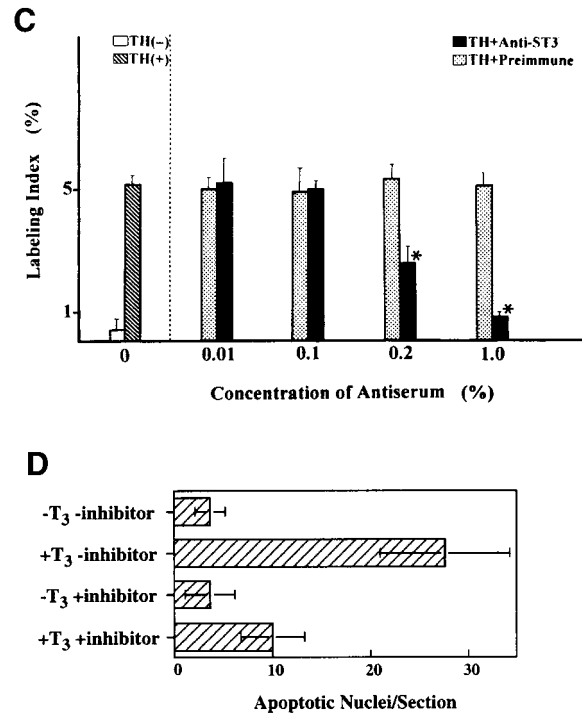 C
TH(−)
TH(+)
TH+Anti-ST3
TH+Preimmune
Labeling Index (%)
5
1
*
*
0 0.01 0.1 0.2 1.0
Concentration of Antiserum (%)
D
-T3 -inhibitor
+T3 -inhibitor
-T3 +inhibitor
+T3 +inhibitor
0 10 20 30
Apoptotic Nuclei/Section